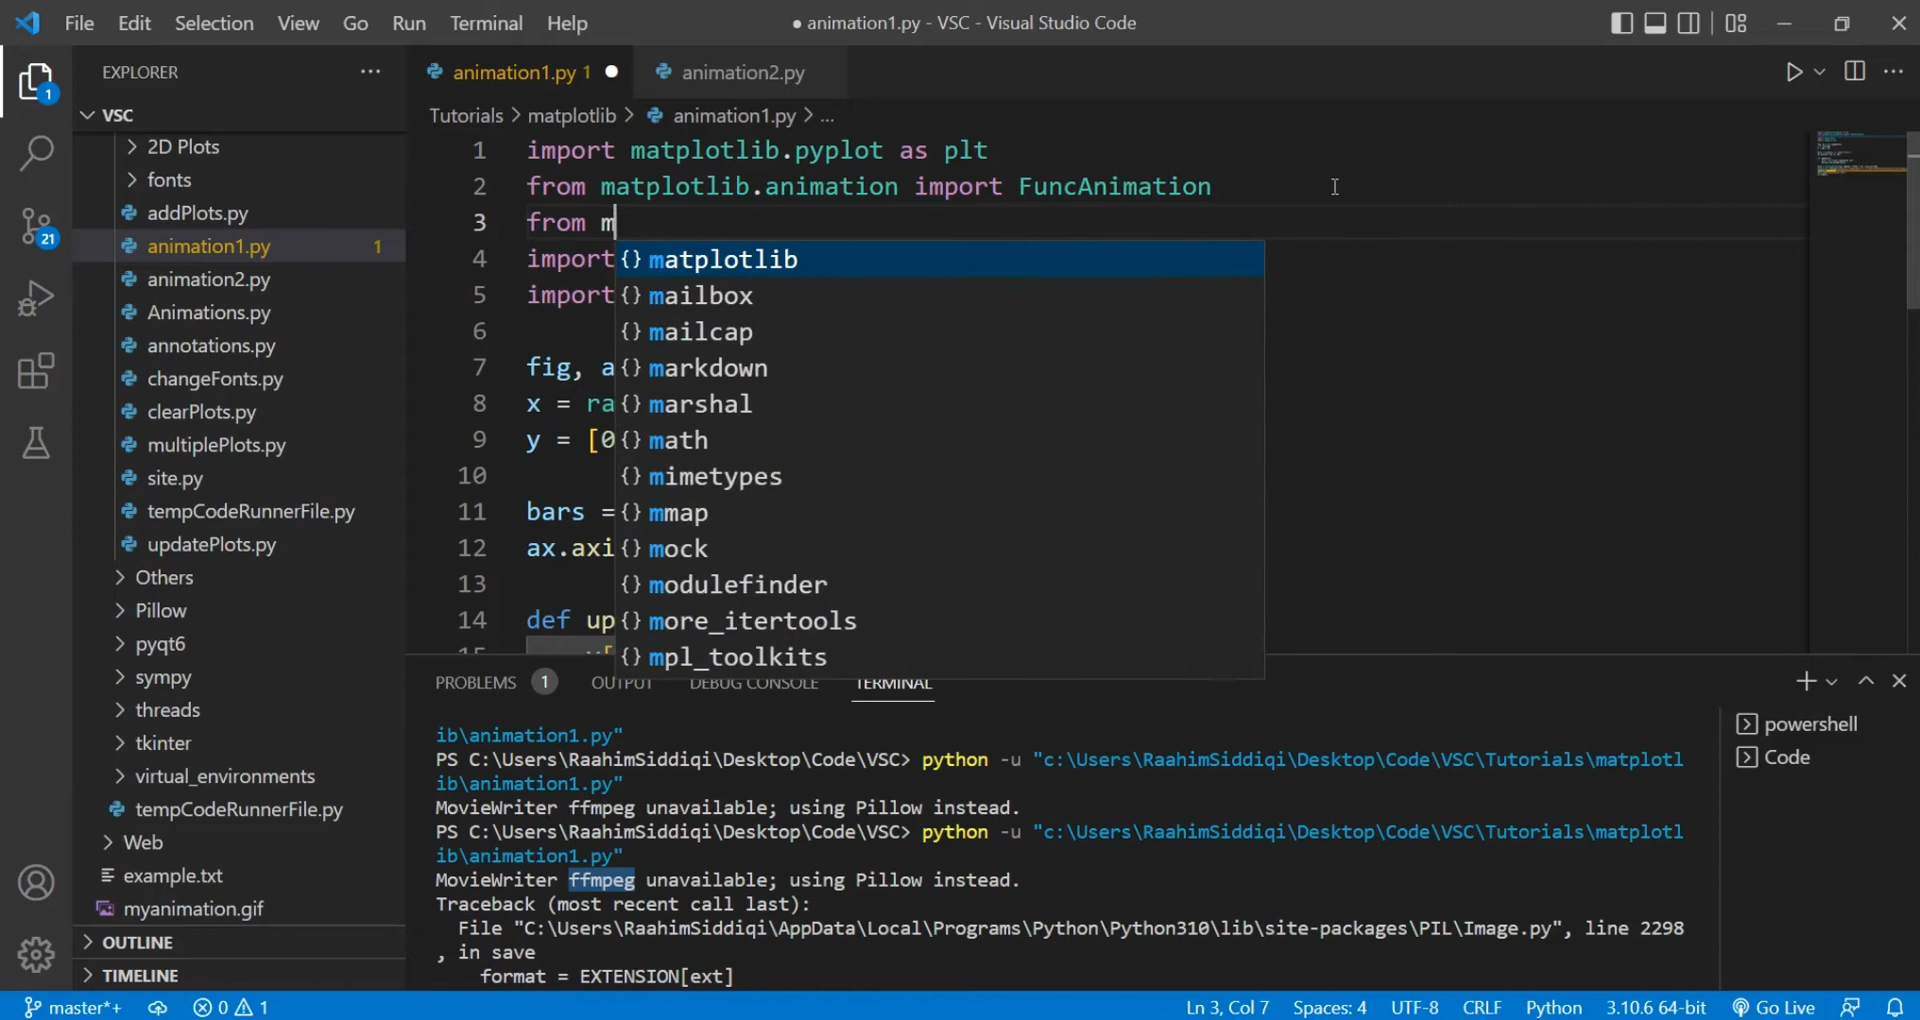 File Edit Selection View Go Run Terminal Help
● animation1.py - VSC - Visual Studio Code
EXPLORER
VSC
2D Plots
fonts
addPlots.py
animation1.py 1
animation2.py
Animations.py
annotations.py
changeFonts.py
clearPlots.py
multiplePlots.py
site.py
tempCodeRunnerFile.py
updatePlots.py
Others
Pillow
pyqt6
sympy
threads
tkinter
virtual_environments
tempCodeRunnerFile.py
Web
example.txt
myanimation.gif
OUTLINE
TIMELINE
1
21
animation1.py 1
animation2.py
Tutorials > matplotlib > animation1.py > ...
1 import matplotlib.pyplot as plt
2 from matplotlib.animation import FuncAnimation
3 from m
4 import
5 import
6
7 fig, a
8 x = ra
9 y = [0
10
11 bars =
12 ax.axi
13
14 def up
15 y[
matplotlib
mailbox
mailcap
markdown
marshal
math
mimetypes
mmap
mock
modulefinder
more_itertools
mpl_toolkits
PROBLEMS 1 OUTPUT DEBUG CONSOLE TERMINAL
ib\animation1.py"
PS C:\Users\RaahimSiddiqi\Desktop\Code\VSC> python -u "c:\Users\RaahimSiddiqi\Desktop\Code\VSC\Tutorials\matplotl
ib\animation1.py"
MovieWriter ffmpeg unavailable; using Pillow instead.
PS C:\Users\RaahimSiddiqi\Desktop\Code\VSC> python -u "c:\Users\RaahimSiddiqi\Desktop\Code\VSC\Tutorials\matplotl
ib\animation1.py"
MovieWriter ffmpeg unavailable; using Pillow instead.
Traceback (most recent call last):
File "C:\Users\RaahimSiddiqi\AppData\Local\Programs\Python\Python310\lib\site-packages\PIL\Image.py", line 2298
, in save
format = EXTENSION[ext]
powershell
Code
master*+ 0 1 Ln 3, Col 7 Spaces: 4 UTF-8 CRLF Python 3.10.6 64-bit Go Live